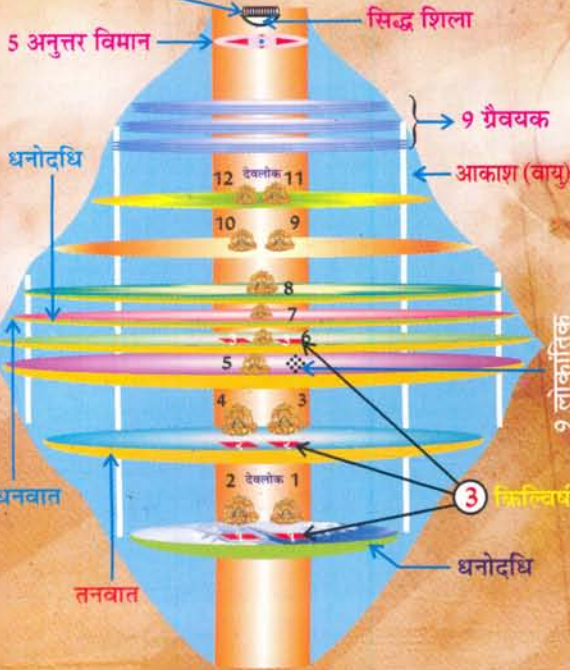 सिद्ध शिला
5 अनुत्तर विमान
9 ग्रैवयक
धनोदधि
आकाश (वायु)
12 देवलोक 11
10 9
8
7
6
5
9 लोकांतिक
4 3
धनवात
2 देवलोक 1
3 किल्विषी
धनोदधि
तनवात